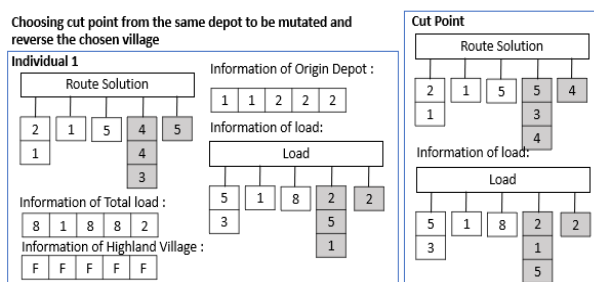 Choosing cut point from the same depot to be mutated and
reverse the chosen village
Individual 1
Route Solution
2 1 5 4 5
1 4
3
Information of Total load :
8 1 8 8 2
Information of Highland Village :
F F F F F
Information of Origin Depot :
1 1 2 2 2
Information of load:
Load
5 1 8 2 2
3 5
1
Cut Point
Route Solution
2 1 5 5 4
1 3
4
Information of load:
Load
5 1 8 2 2
3 1
5